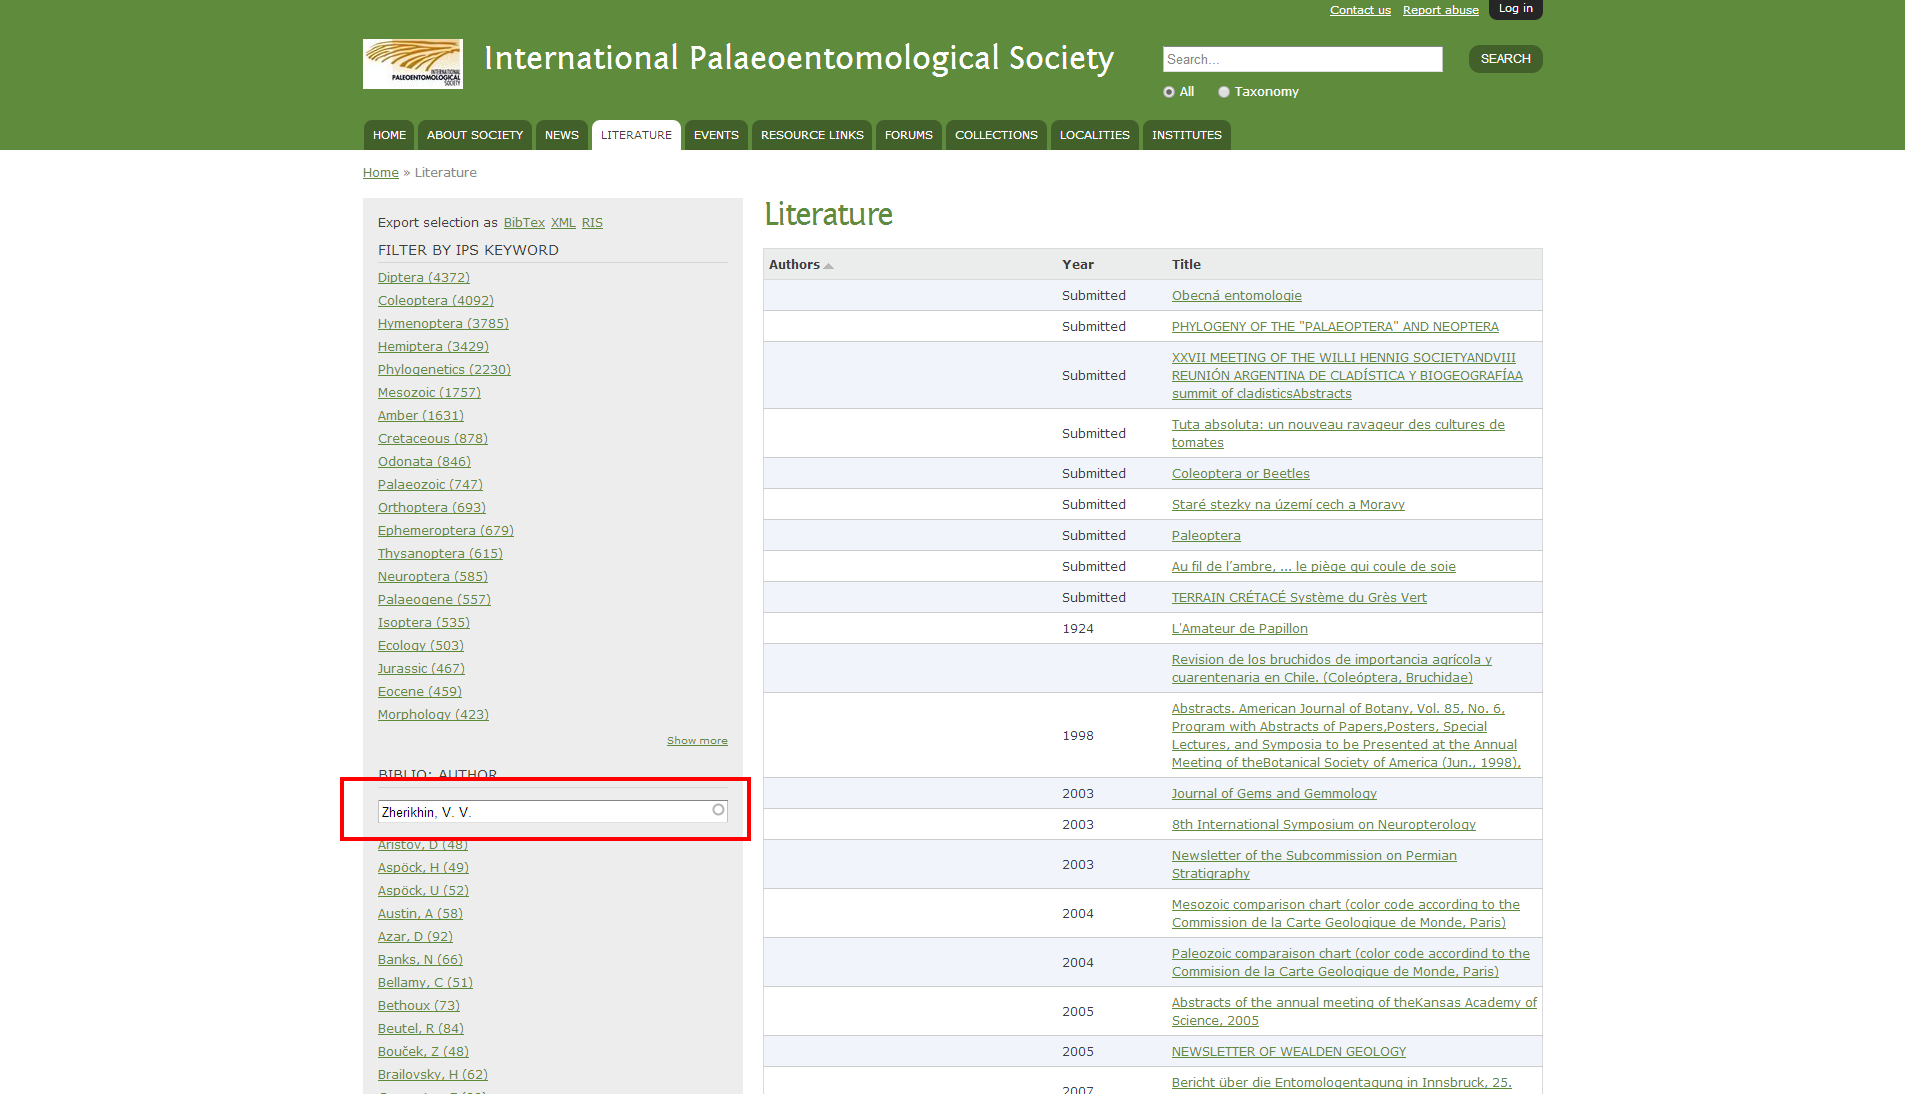 Contact us Report abuse Log in
INTERNATIONAL
PALEOENTOMOLOGICAL
SOCIETY
International Palaeoentomological Society
Search...
SEARCH
All Taxonomy
HOME ABOUT SOCIETY NEWS LITERATURE EVENTS RESOURCE LINKS FORUMS COLLECTIONS LOCALITIES INSTITUTES
Home » Literature
Export selection as BibTex XML RIS
FILTER BY IPS KEYWORD
Diptera (4372)
Coleoptera (4092)
Hymenoptera (3785)
Hemiptera (3429)
Phylogenetics (2230)
Mesozoic (1757)
Amber (1631)
Cretaceous (878)
Odonata (846)
Palaeozoic (747)
Orthoptera (693)
Ephemeroptera (679)
Thysanoptera (615)
Neuroptera (585)
Palaeogene (557)
Isoptera (535)
Ecology (503)
Jurassic (467)
Eocene (459)
Morphology (423)
Show more
BIBLIO: AUTHOR
Zherikhin, V. V.
Aristov, D (48)
Aspöck, H (49)
Aspöck, U (52)
Austin, A (58)
Azar, D (92)
Banks, N (66)
Bellamy, C (51)
Bethoux (73)
Beutel, R (84)
Bouček, Z (48)
Brailovsky, H (62)
Literature
Authors Year Title
Submitted Obecná entomologie
Submitted PHYLOGENY OF THE "PALAEOPTERA" AND NEOPTERA
Submitted XXVII MEETING OF THE WILLI HENNIG SOCIETYANDVIII
REUNIÓN ARGENTINA DE CLADÍSTICA Y BIOGEOGRAFÍAA
summit of cladisticsAbstracts
Submitted Tuta absoluta: un nouveau ravageur des cultures de
tomates
Submitted Coleoptera or Beetles
Submitted Staré stezky na území cech a Moravy
Submitted Paleoptera
Submitted Au fil de l'ambre, ... le piège qui coule de soie
Submitted TERRAIN CRÉTACÉ Système du Grès Vert
1924 L'Amateur de Papillon
Revision de los bruchidos de importancia agrícola y
cuarentenaria en Chile. (Coleóptera, Bruchidae)
1998 Abstracts. American Journal of Botany, Vol. 85, No. 6,
Program with Abstracts of Papers,Posters, Special
Lectures, and Symposia to be Presented at the Annual
Meeting of theBotanical Society of America (Jun., 1998),
2003 Journal of Gems and Gemmology
2003 8th International Symposium on Neuropterology
2003 Newsletter of the Subcommission on Permian
Stratigraphy
2004 Mesozoic comparison chart (color code according to the
Commission de la Carte Geologique de Monde, Paris)
2004 Paleozoic comparaison chart (color code accordind to the
Commision de la Carte Geologique de Monde, Paris)
2005 Abstracts of the annual meeting of theKansas Academy of
Science, 2005
2005 NEWSLETTER OF WEALDEN GEOLOGY
2007 Bericht über die Entomologentagung in Innsbruck, 25.